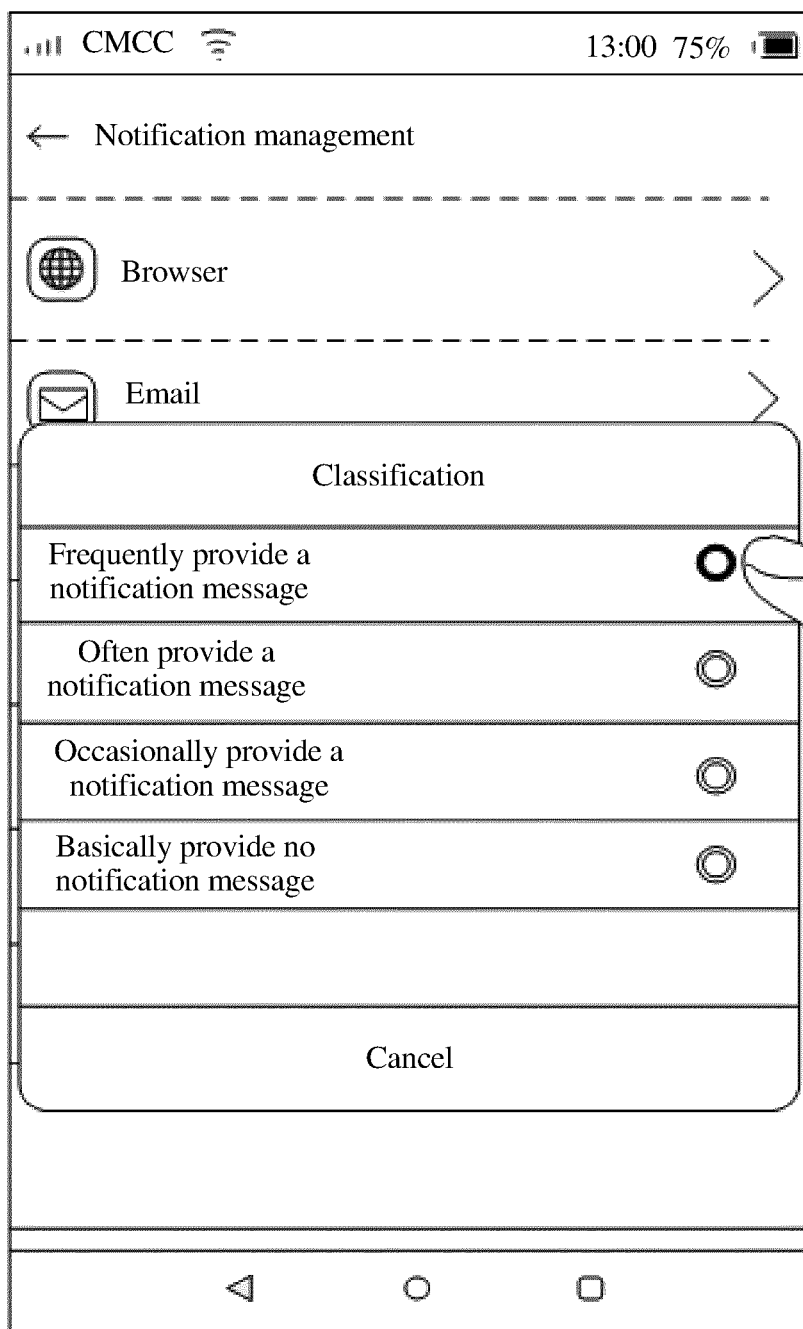 CMCC 13:00 75%
Notification management
Browser
Email
Classification
Frequently provide a
notification message
Often provide a
notification message
Occasionally provide a
notification message
Basically provide no
notification message
Cancel